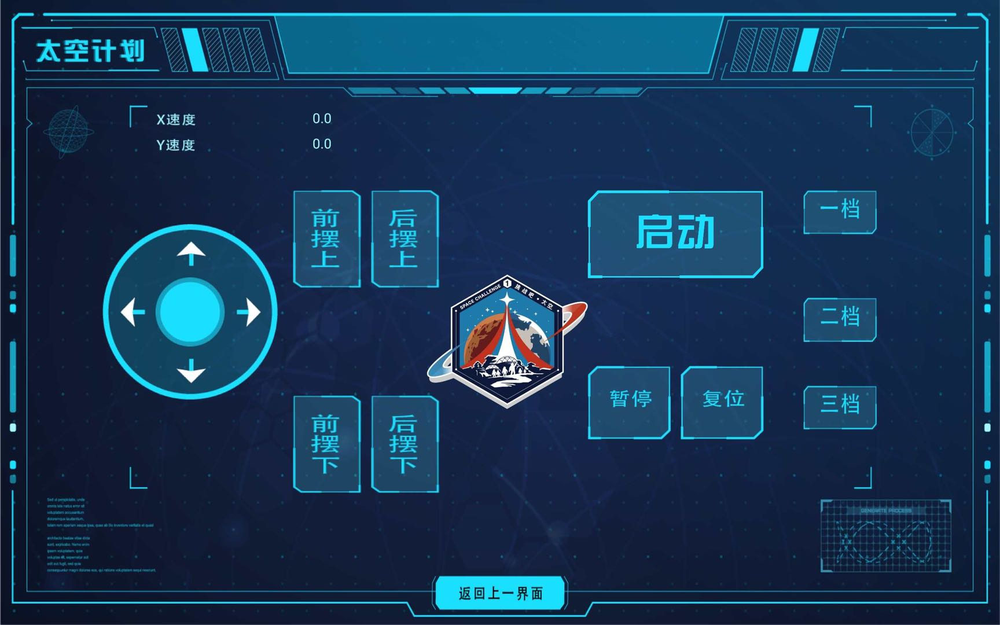 太空计划
X速度 0.0
Y速度 0.0
前摆上
后摆上
启动
一档
SPACE CHALLENGE 1 挑战吧·太空
二档
暂停
复位
三档
前摆下
后摆下
Sed ut perspiciatis, unde
omnis iste natus error sit
voluptatem accusantium
doloremque laudantium,
totam rem aperiam eaque ipsa, quae ab illo inventore veritatis et quasi
architecto beatae vitae dicta
sunt, explicabo. Nemo enim
ipsam voluptatem, quia
voluptas sit, aspernatur aut
odit aut fugit, sed quia
consequuntur magni dolores eos, qui ratione voluptatem sequi nesciunt,
GENERATE PROCESS
返回上一界面